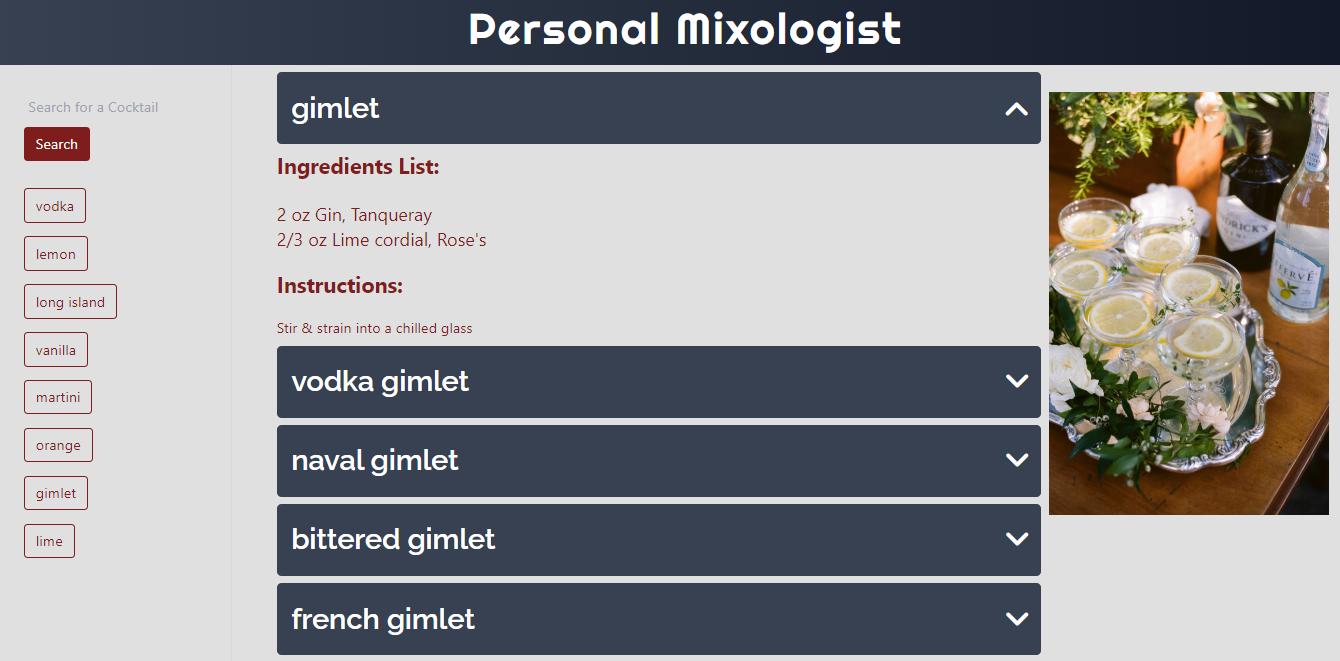 Personal Mixologist
Search for a Cocktail
Search
vodka
lemon
long island
vanilla
martini
orange
gimlet
lime
gimlet
Ingredients List:
2 oz Gin, Tanqueray
2/3 oz Lime cordial, Rose's
Instructions:
Stir & strain into a chilled glass
vodka gimlet
naval gimlet
bittered gimlet
french gimlet